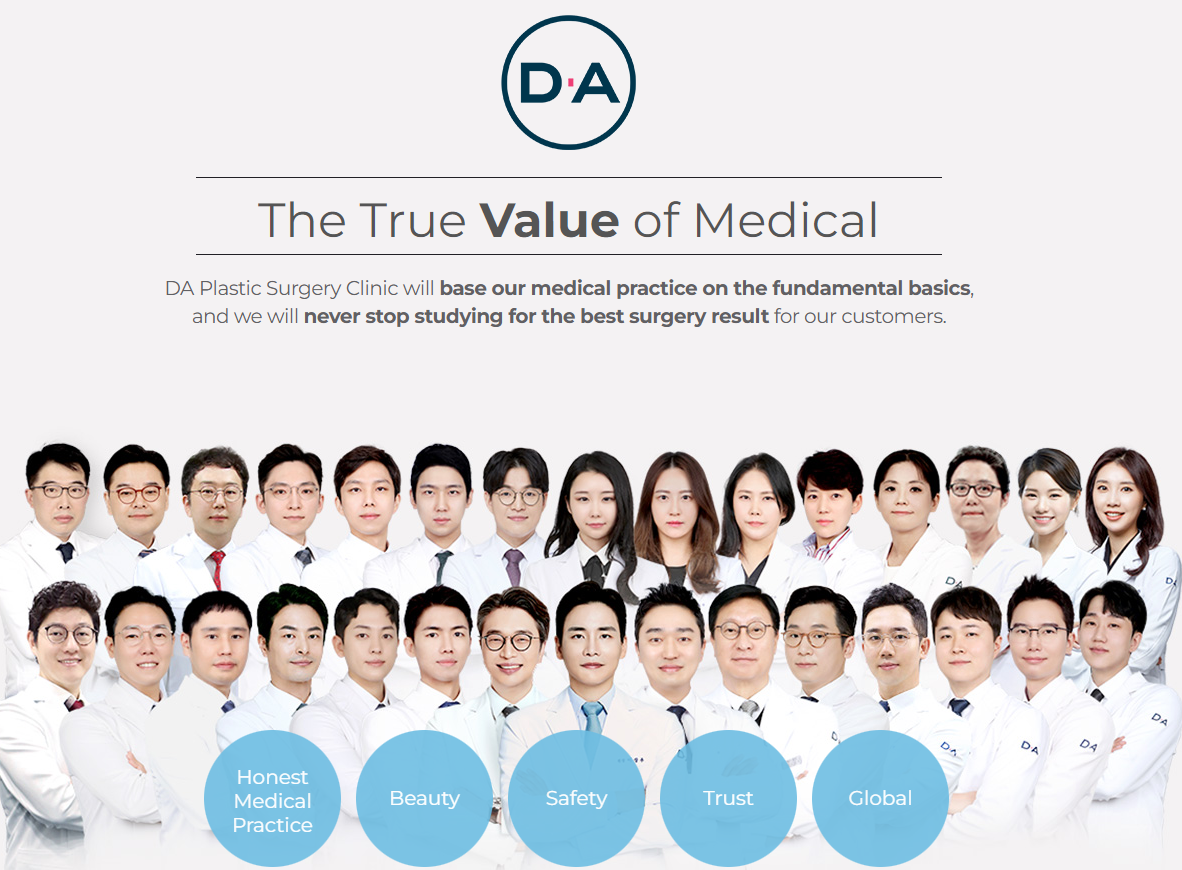 D·A
The True Value of Medical
DA Plastic Surgery Clinic will base our medical practice on the fundamental basics,
and we will never stop studying for the best surgery result for our customers.
DA
DA
DA
DA
DA
DA
Honest
Medical
Practice
Beauty
Safety
Trust
Global